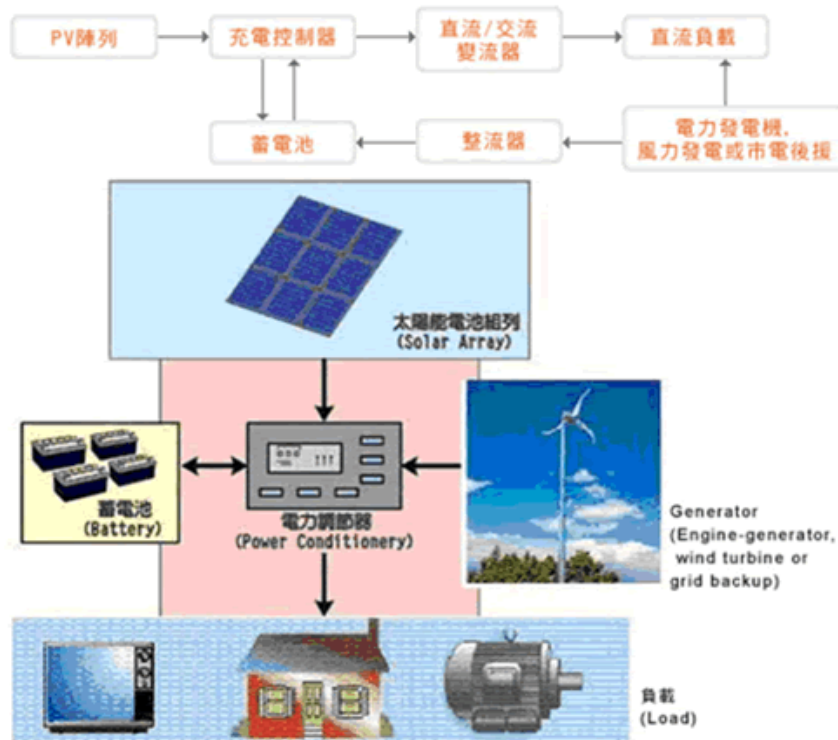 PV陣列
充電控制器
直流/交流
變流器
直流負載
蓄電池
整流器
電力發電機,
風力發電或市電後援
太陽能電池組列
(Solar Array)
蓄電池
(Battery)
電力調節器
(Power Conditionery)
Generator
(Engine-generator,
wind turbine or
grid backup)
負載
(Load)